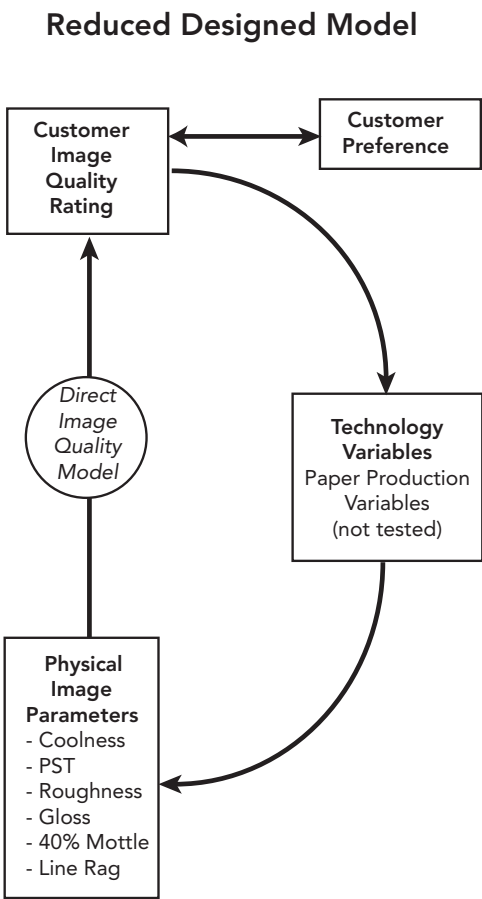 Reduced Designed Model
Customer
Image
Quality
Rating
Customer
Preference
Direct
Image
Quality
Model
Technology
Variables
Paper Production
Variables
(not tested)
Physical
Image
Parameters
- Coolness
- PST
- Roughness
- Gloss
- 40% Mottle
- Line Rag